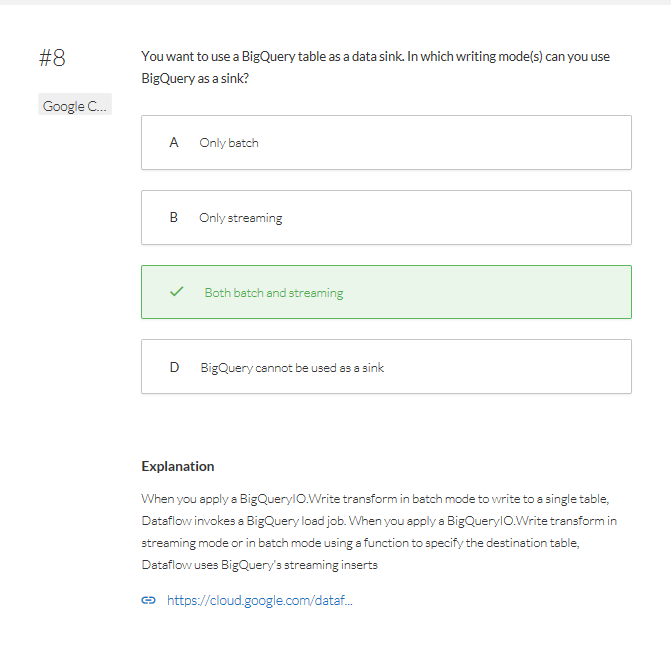 #8
You want to use a BigQuery table as a data sink. In which writing mode(s) can you use
BigQuery as a sink?
Google C...
A Only batch
B Only streaming
Both batch and streaming
D BigQuery cannot be used as a sink
Explanation
When you apply a BigQueryIO.Write transform in batch mode to write to a single table,
Dataflow invokes a BigQuery load job. When you apply a BigQueryIO.Write transform in
streaming mode or in batch mode using a function to specify the destination table,
Dataflow uses BigQuery's streaming inserts
https://cloud.google.com/dataf...